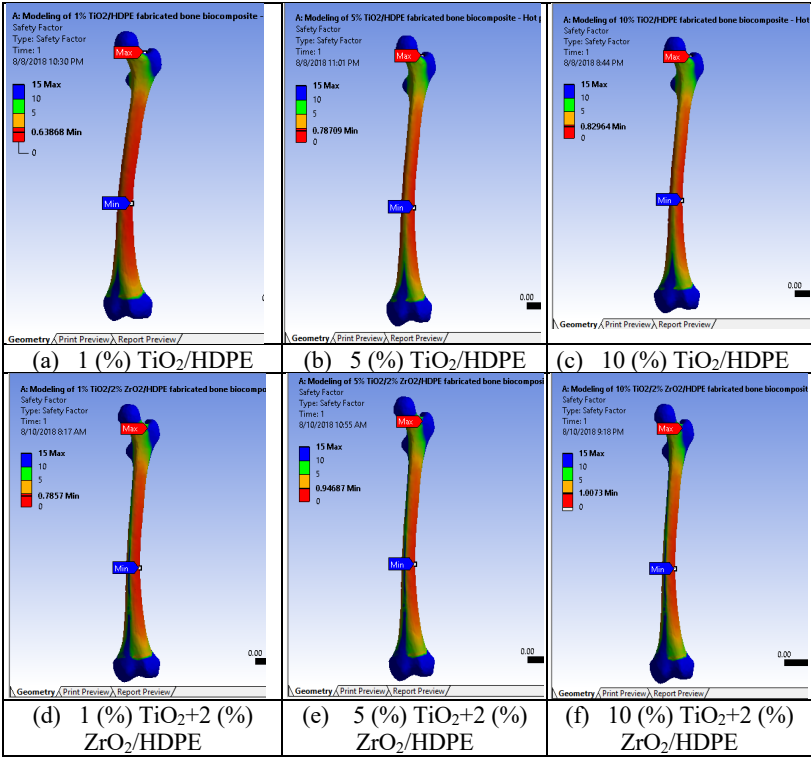 A: Modeling of 1% TiO2/HDPE fabricated bone biocomposite -
Safety Factor
Type: Safety Factor
Time: 1
8/8/2018 10:30 PM
15 Max
10
5
0.63868 Min
0
Max
Min
Geometry Print Preview Report Preview
(a) 1 (%) TiO₂/HDPE
A: Modeling of 5% TiO2/HDPE fabricated bone biocomposite - Hot
Safety Factor
Type: Safety Factor
Time: 1
8/8/2018 11:01 PM
15 Max
10
5
0.78709 Min
0
Max
Min
0.00
Geometry Print Preview Report Preview
(b) 5 (%) TiO₂/HDPE
A: Modeling of 10% TiO2/HDPE fabricated bone biocomposite - Hot
Safety Factor
Type: Safety Factor
Time: 1
8/10/2018 8:44 PM
15 Max
10
5
0.82964 Min
0
Max
Min
0.00
Geometry Print Preview Report Preview
(c) 10 (%) TiO₂/HDPE
A: Modeling of 1% TiO2/2% ZrO2/HDPE fabricated bone biocompo
Safety Factor
Type: Safety Factor
Time: 1
8/10/2018 8:17 AM
15 Max
10
5
0.7857 Min
0
Max
Min
0.00
Geometry Print Preview Report Preview
(d) 1 (%) TiO₂+2 (%)
ZrO₂/HDPE
A: Modeling of 5% TiO2/2% ZrO2/HDPE fabricated bone biocomposi
Safety Factor
Type: Safety Factor
Time: 1
8/10/2018 10:55 AM
15 Max
10
5
0.94687 Min
0
Max
Min
0.00
Geometry Print Preview Report Preview
(e) 5 (%) TiO₂+2 (%)
ZrO₂/HDPE
A: Modeling of 10% TiO2/2% ZrO2/HDPE fabricated bone biocomposit
Safety Factor
Type: Safety Factor
Time: 1
8/10/2018 9:18 PM
15 Max
10
5
1.0073 Min
0
Max
Min
0.00
Geometry Print Preview Report Preview
(f) 10 (%) TiO₂+2 (%)
ZrO₂/HDPE